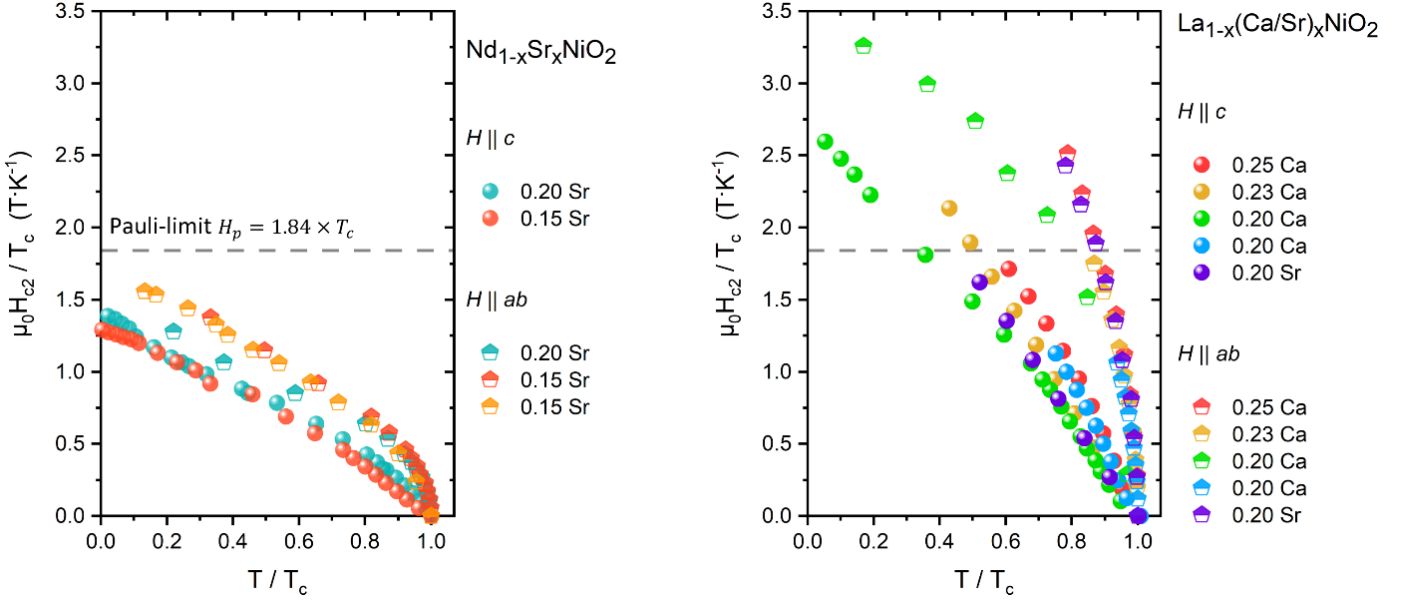 Nd1-xSrxNiO2
H || c
0.20 Sr
0.15 Sr
H || ab
0.20 Sr
0.15 Sr
0.15 Sr
Pauli-limit Hp = 1.84 × Tc
μ0Hc2 / Tc (T·K-1)
3.5
3.0
2.5
2.0
1.5
1.0
0.5
0.0
0.0 0.2 0.4 0.6 0.8 1.0
T / Tc
La1-x(Ca/Sr)xNiO2
H || c
0.25 Ca
0.23 Ca
0.20 Ca
0.20 Ca
0.20 Sr
H || ab
0.25 Ca
0.23 Ca
0.20 Ca
0.20 Ca
0.20 Sr
μ0Hc2 / Tc (T·K-1)
3.5
3.0
2.5
2.0
1.5
1.0
0.5
0.0
0.0 0.2 0.4 0.6 0.8 1.0
T / Tc